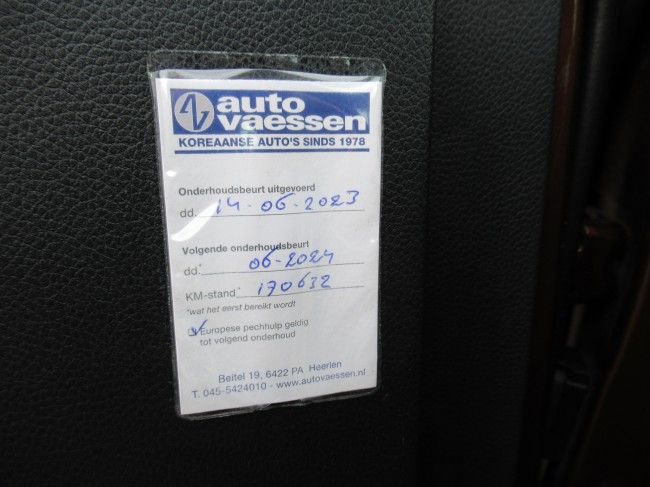 auto
vaessen
KOREAANSE AUTO'S SINDS 1978
Onderhoudsbeurt uitgevoerd
dd. 14-06-2023
Volgende onderhoudsbeurt
dd.* 06-2024
KM-stand* 170632
*wat het eerst bereikt wordt
Europese pechhulp geldig
tot volgend onderhoud
Beitel 19, 6422 PA Heerlen
T. 045-5424010 - www.autovaessen.nl